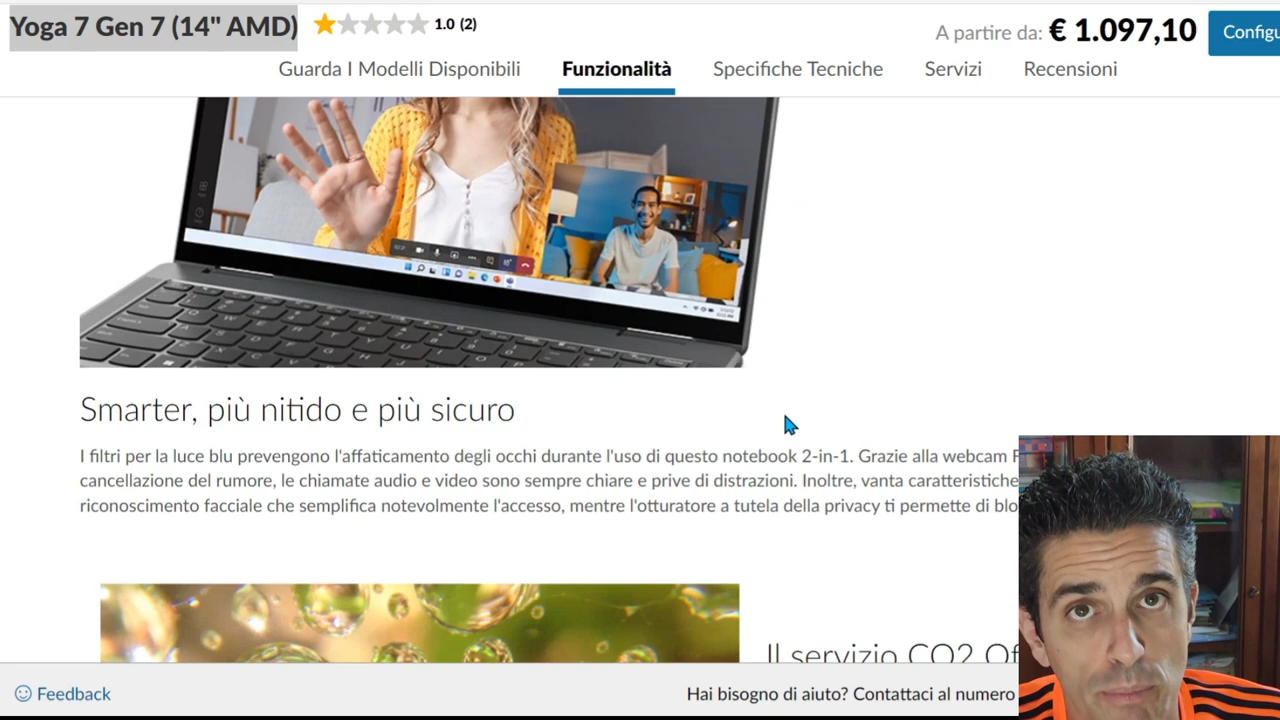 Yoga 7 Gen 7 (14" AMD)
1.0 (2)
A partire da: € 1.097,10
Configu
Guarda I Modelli Disponibili
Funzionalità
Specifiche Tecniche
Servizi
Recensioni
Smarter, più nitido e più sicuro
I filtri per la luce blu prevengono l'affaticamento degli occhi durante l'uso di questo notebook 2-in-1. Grazie alla webcam F
cancellazione del rumore, le chiamate audio e video sono sempre chiare e prive di distrazioni. Inoltre, vanta caratteristiche
riconoscimento facciale che semplifica notevolmente l'accesso, mentre l'otturatore a tutela della privacy ti permette di blo
Il servizio CO2 Of
Feedback
Hai bisogno di aiuto? Contattaci al numero